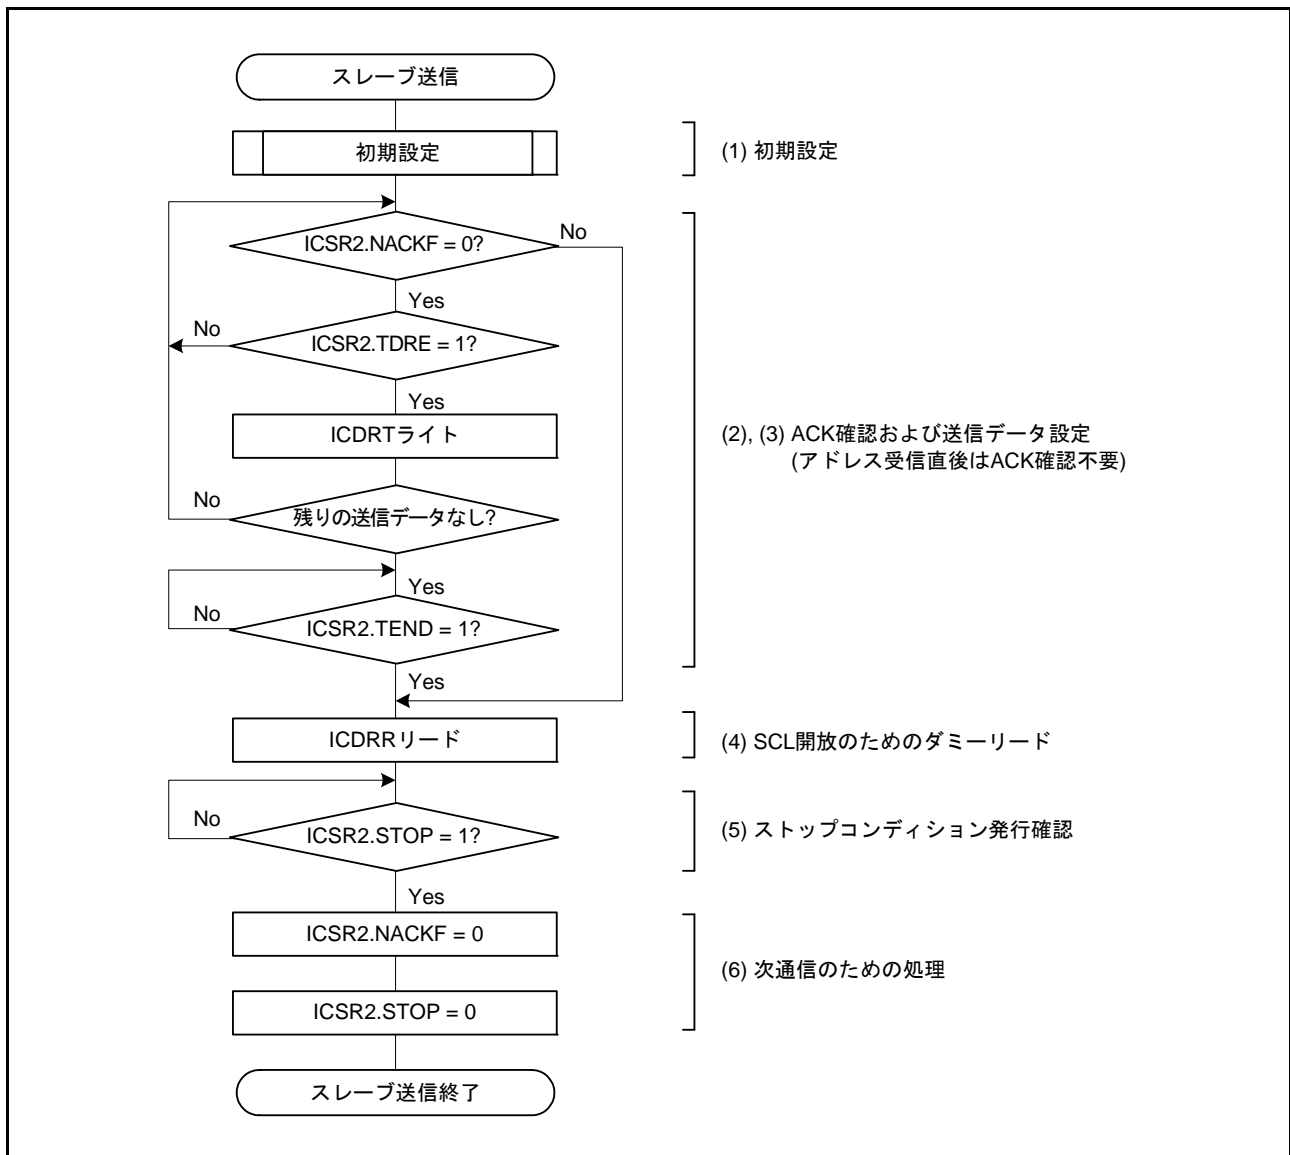 スレーブ送信
初期設定
(1) 初期設定
ICSR2.NACKF = 0?
No
Yes
ICSR2.TDRE = 1?
No
Yes
ICDRTライト
(2), (3) ACK確認および送信データ設定
(アドレス受信直後はACK確認不要)
残りの送信データなし?
No
Yes
ICSR2.TEND = 1?
No
Yes
ICDRRリード
(4) SCL開放のためのダミーリード
ICSR2.STOP = 1?
No
(5) ストップコンディション発行確認
Yes
ICSR2.NACKF = 0
(6) 次通信のための処理
ICSR2.STOP = 0
スレーブ送信終了